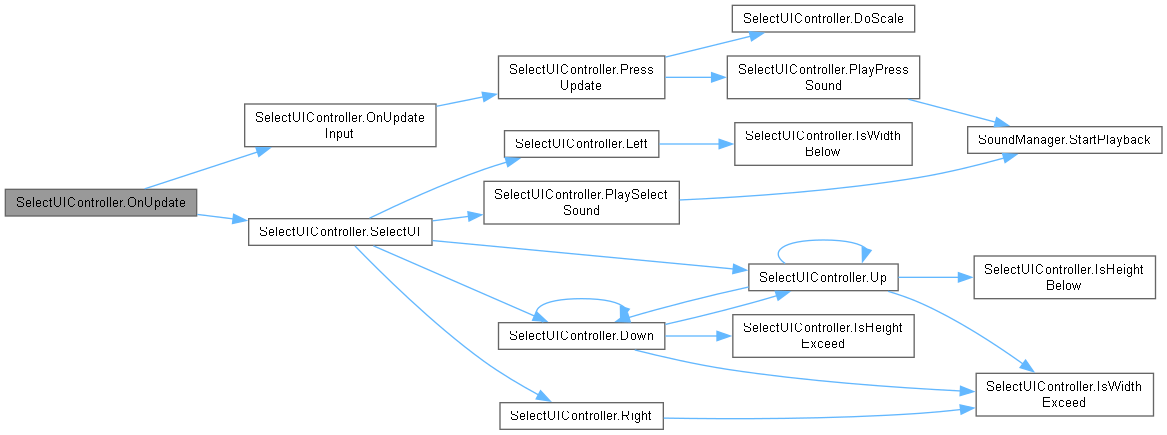 SelectUIController.DoScale
SelectUIController.Press
Update
SelectUIController.PlayPress
Sound
SelectUIController.OnUpdate
Input
SelectUIController.Left
SelectUIController.IsWidth
Below
SoundManager.StartPlayback
SelectUIController.OnUpdate
SelectUIController.PlaySelect
Sound
SelectUIController.SelectUI
SelectUIController.Up
SelectUIController.IsHeight
Below
SelectUIController.Down
SelectUIController.IsHeight
Exceed
SelectUIController.IsWidth
Exceed
SelectUIController.Right